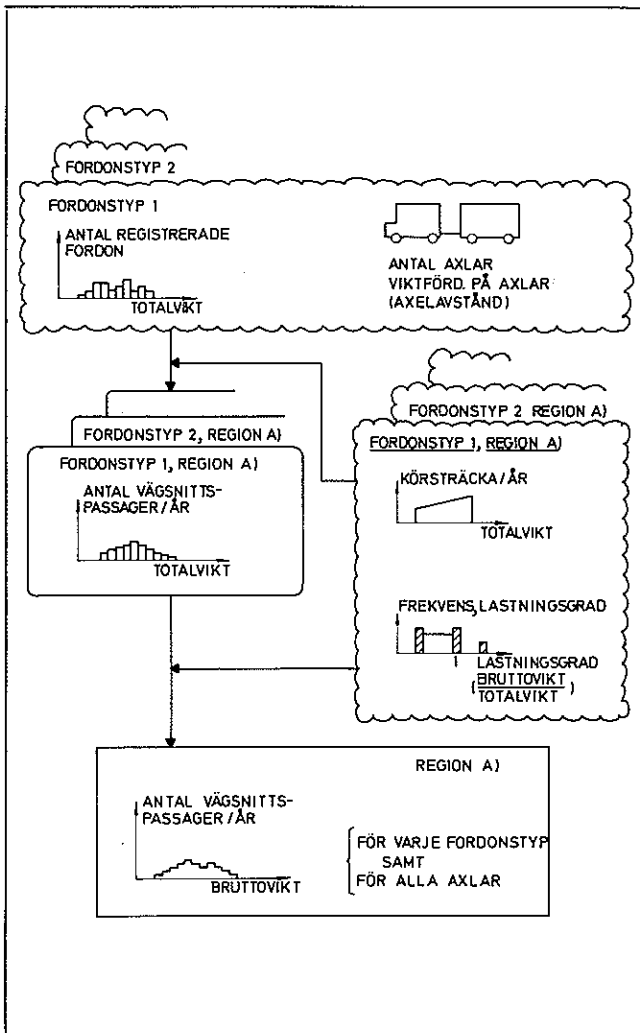 FORDONSTYP 2
FORDONSTYP 1
ANTAL REGISTRERADE
FORDON
TOTALVIKT
ANTAL AXLAR
VIKTFÖRD. PÅ AXLAR
(AXELAVSTÅND)
FORDONSTYP 2, REGION A)
FORDONSTYP 1, REGION A)
ANTAL VÄGSNITTS-
PASSAGER/ÅR
TOTALVIKT
FORDONSTYP 2 REGION A)
FORDONSTYP 1, REGION A)
KÖRSTRÄCKA/ÅR
TOTALVIKT
FREKVENS, LASTNINGSGRAD
1 LASTNINGSGRAD
(BRUTTOVIKT
TOTALVIKT)
REGION A)
ANTAL VÄGSNITTS-
PASSAGER/ÅR
BRUTTOVIKT
FÖR VARJE FORDONSTYP
SAMT
FÖR ALLA AXLAR